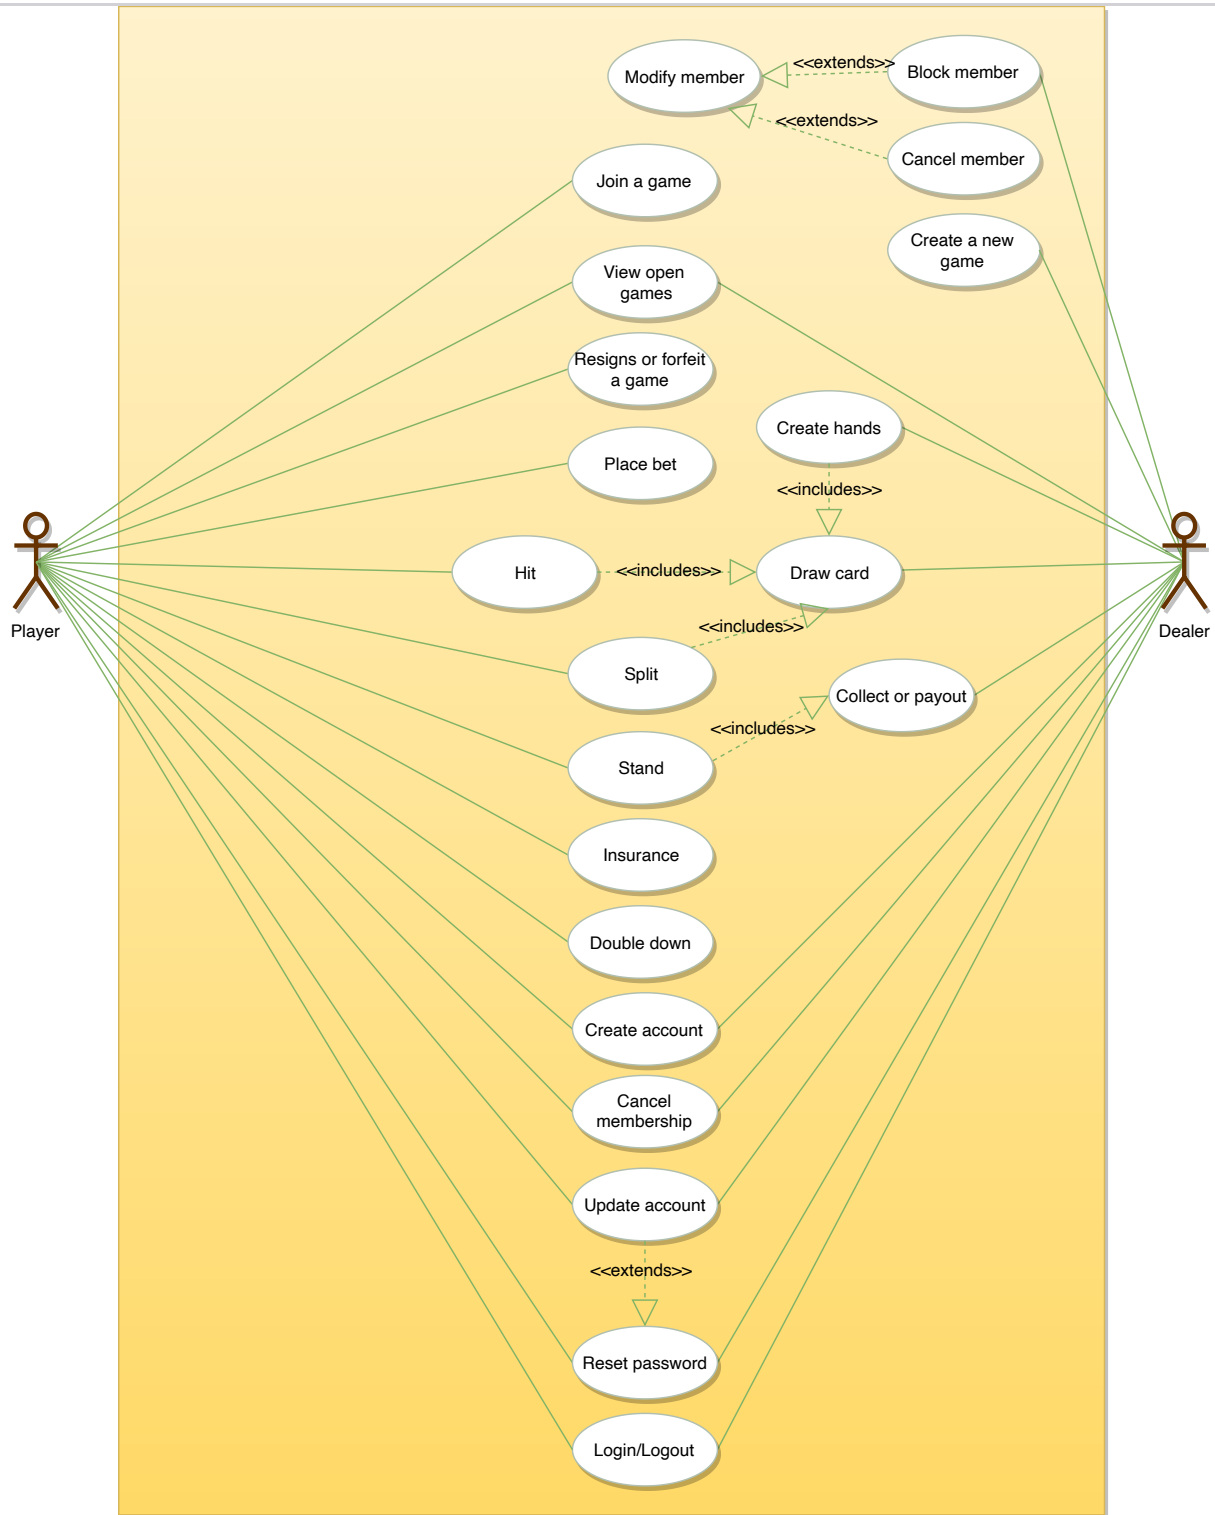 Modify member
<<extends>>
Block member
<<extends>>
Cancel member
Join a game
Create a new
game
View open
games
Resigns or forfeit
a game
Create hands
Place bet
<<includes>>
Player
Hit
<<includes>>
Draw card
Dealer
<<includes>>
Split
Collect or payout
<<includes>>
Stand
Insurance
Double down
Create account
Cancel
membership
Update account
<<extends>>
Reset password
Login/Logout